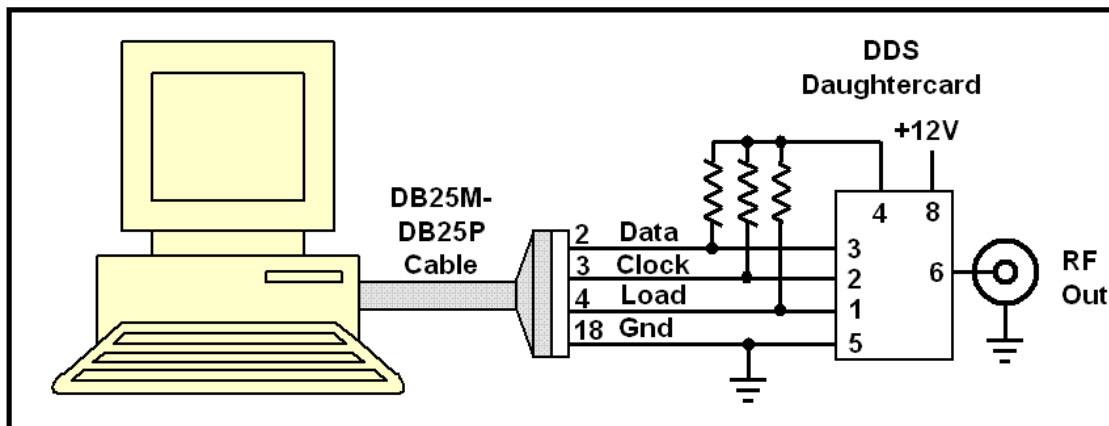 DDS
Daughtercard
+12V
DB25M-
DB25P
Cable
4 8
2 Data 3
3 Clock 2
4 Load 1
18 Gnd 5
6
RF
Out